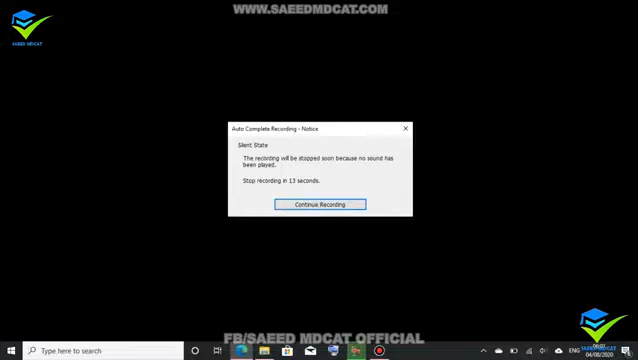 WWW.SAEEDMDCAT.COM
SAEED MDCAT
Auto Complete Recording - Notice
Silent State
The recording will be stopped soon because no sound has
been played.
Stop recording in 13 seconds.
Continue Recording
FB/SAEED MDCAT OFFICIAL
SAEED MDCAT
Type here to search
ENG
04/08/2020